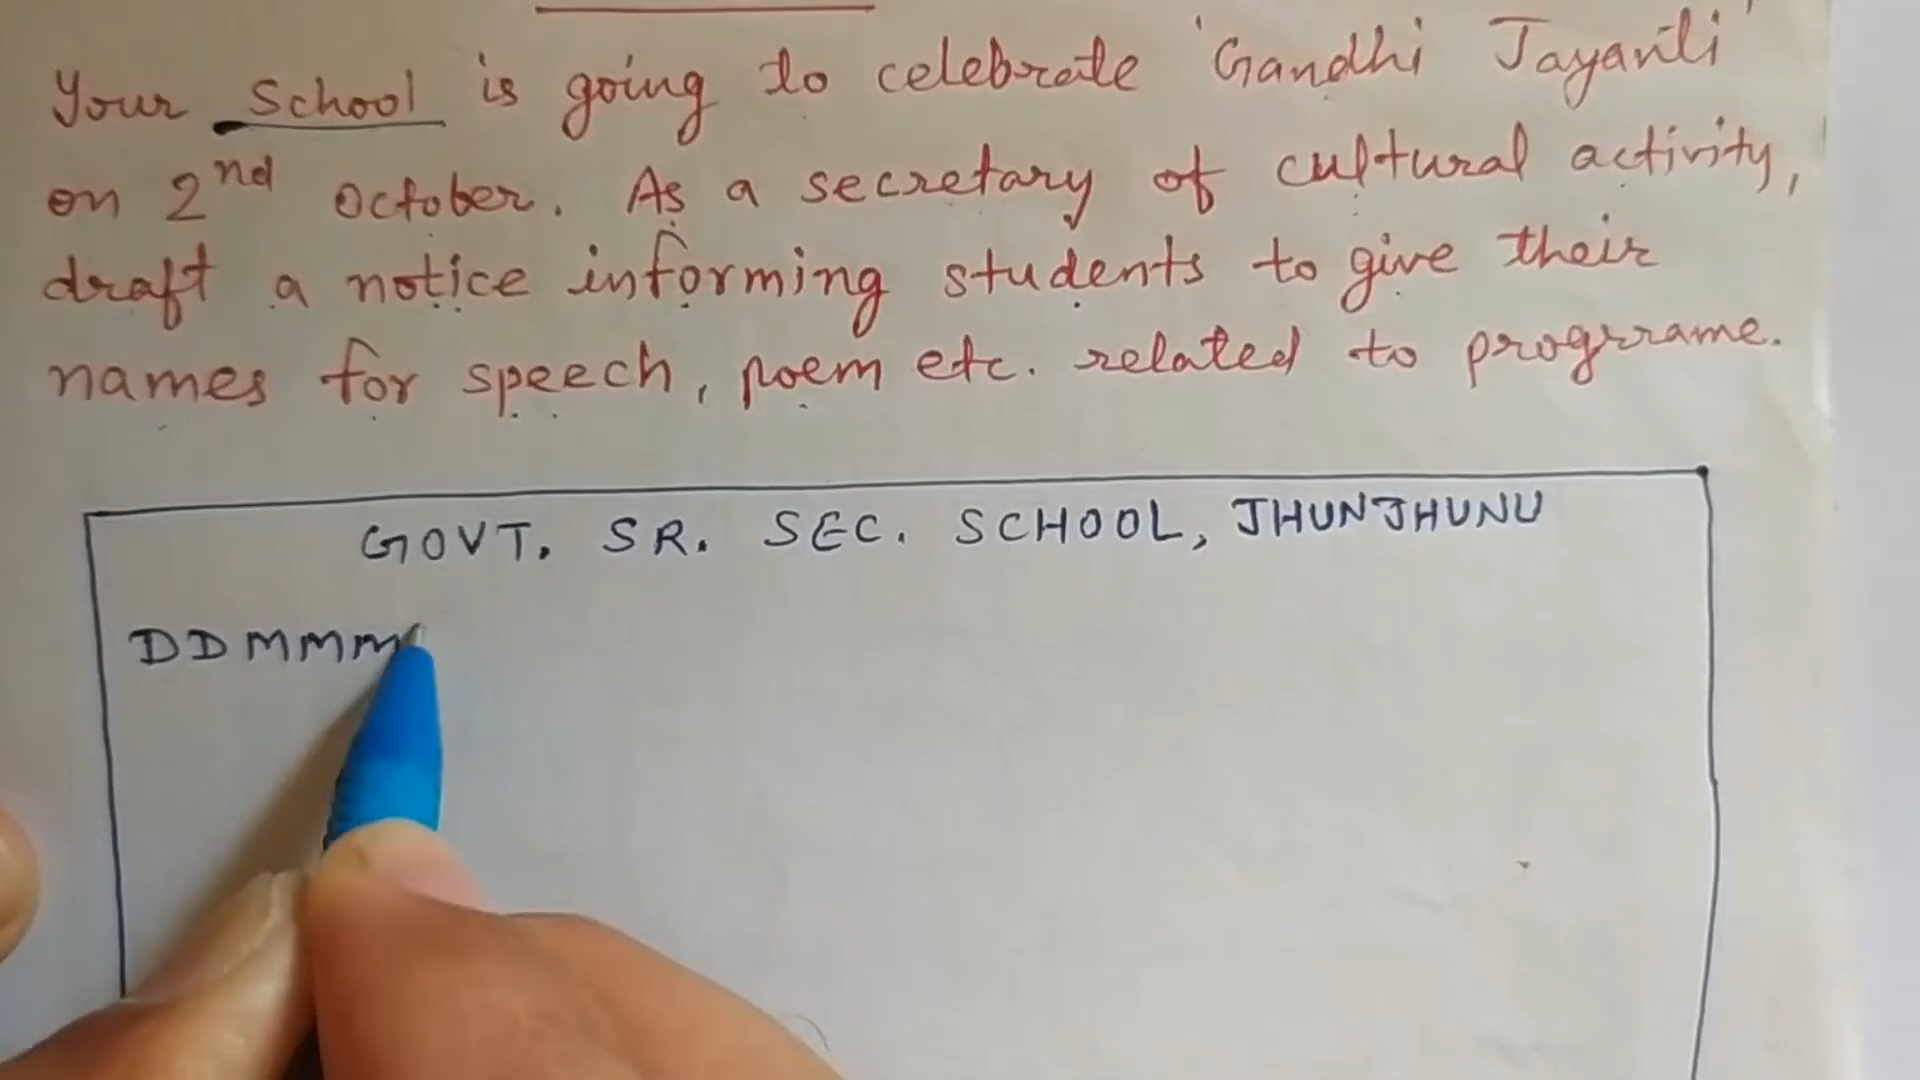 Your School is going to celebrate 'Gandhi Jayanti'
on 2nd October. As a secretary of cultural activity,
draft a notice informing students to give their
names for speech, poem etc. related to progrrame.
GOVT. SR. SEC. SCHOOL, JHUNJHUNU
DDMMM